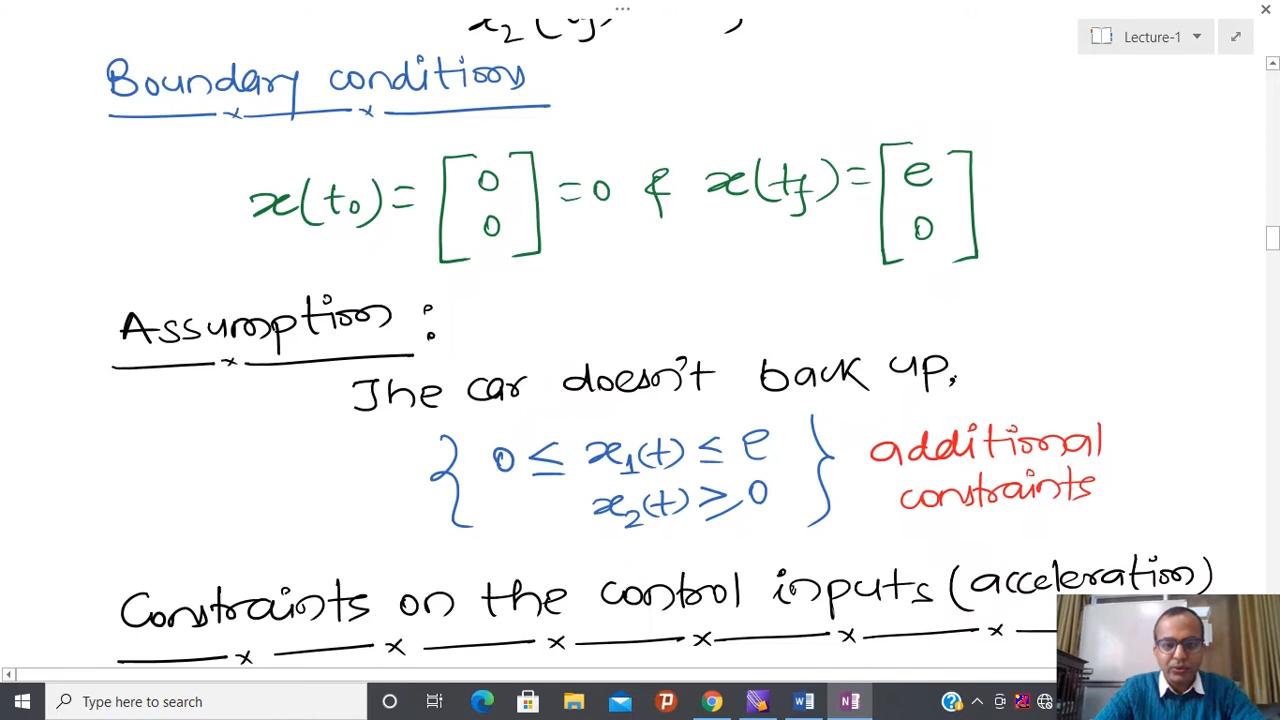 Lecture-1
Boundary conditions
x(t0) = [0 0] = 0 & x(tf) = [e 0]
Assumption :
The car doesn't back up.
{ 0 ≤ x1(t) ≤ e
x2(t) ≥ 0 }
additional
constraints
Constraints on the control inputs (acceleration)
Type here to search